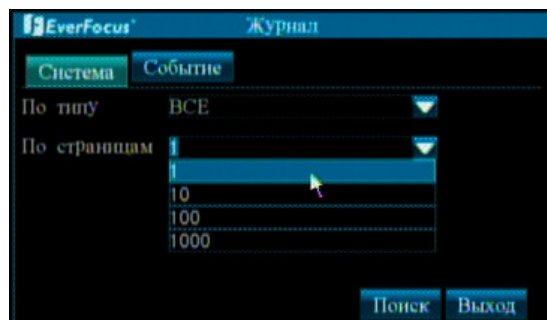 EverFocus Журнал
Система Событие
По типу ВСЕ
По страницам 1
1
10
100
1000
Поиск Выход